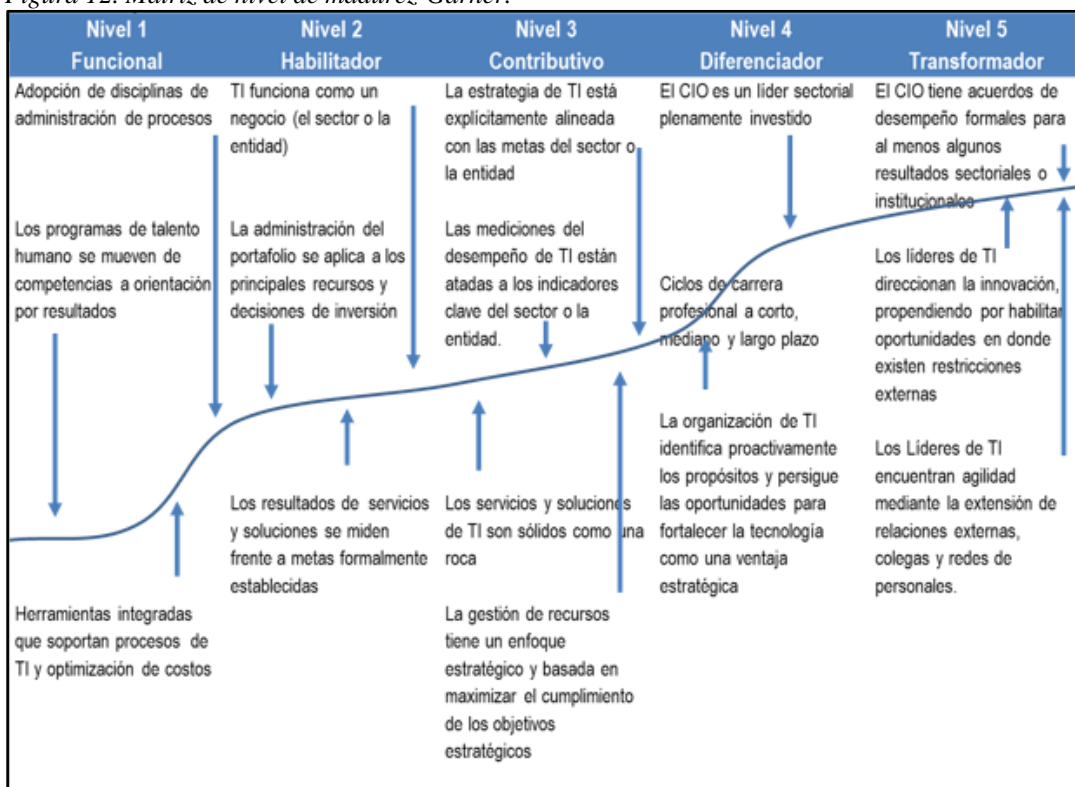 Figura 12. Matriz de nivel de madurez Garner.
Nivel 1
Funcional
Adopción de disciplinas de
administración de procesos
Los programas de talento
humano se mueven de
competencias a orientación
por resultados
Herramientas integradas
que soportan procesos de
TI y optimización de costos
Nivel 2
Habilitador
TI funciona como un
negocio (el sector o la
entidad)
La administración del
portafolio se aplica a los
principales recursos y
decisiones de inversión
Los resultados de servicios
y soluciones se miden
frente a metas formalmente
establecidas
Nivel 3
Contributivo
La estrategia de TI está
explícitamente alineada
con las metas del sector o
la entidad
Las mediciones del
desempeño de TI están
atadas a los indicadores
clave del sector o la
entidad.
Los servicios y soluciones
de TI son sólidos como una
roca
La gestión de recursos
tiene un enfoque
estratégico y basada en
maximizar el cumplimiento
de los objetivos
estratégicos
Nivel 4
Diferenciador
El CIO es un líder sectorial
plenamente investido
Ciclos de carrera
profesional a corto,
mediano y largo plazo
La organización de TI
identifica proactivamente
los propósitos y persigue
las oportunidades para
fortalecer la tecnología
como una ventaja
estratégica
Nivel 5
Transformador
El CIO tiene acuerdos de
desempeño formales para
al menos algunos
resultados sectoriales o
institucionales
Los líderes de TI
direccionan la innovación,
propendiendo por habilitar
oportunidades en donde
existen restricciones
externas
Los Líderes de TI
encuentran agilidad
mediante la extensión de
relaciones externas,
colegas y redes de
personales.